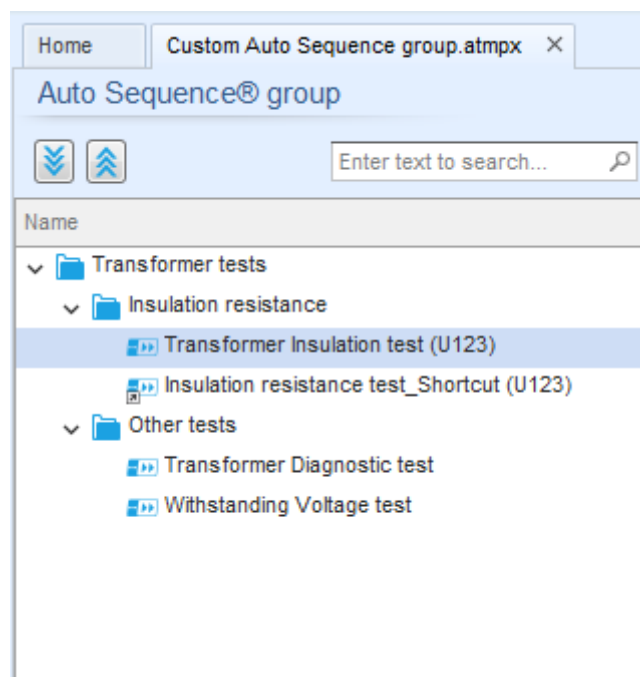 Home
Custom Auto Sequence group.atmpx
Auto Sequence® group
Enter text to search...
Name
Transformer tests
Insulation resistance
Transformer Insulation test (U123)
Insulation resistance test_Shortcut (U123)
Other tests
Transformer Diagnostic test
Withstanding Voltage test